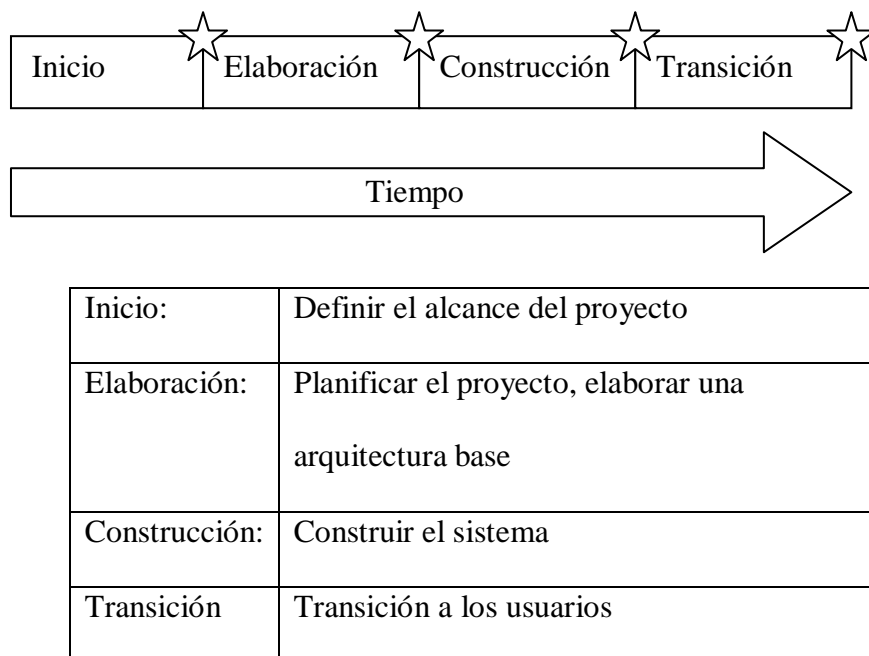 Inicio Elaboración Construcción Transición
Tiempo
Inicio: Definir el alcance del proyecto
Elaboración: Planificar el proyecto, elaborar una
arquitectura base
Construcción: Construir el sistema
Transición Transición a los usuarios